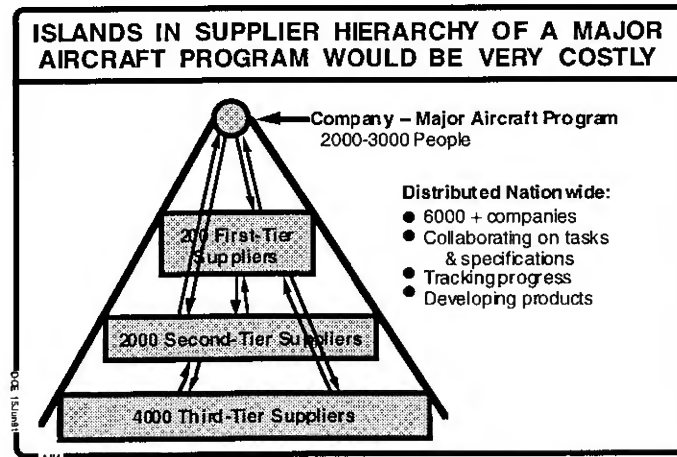 ISLANDS IN SUPPLIER HIERARCHY OF A MAJOR
AIRCRAFT PROGRAM WOULD BE VERY COSTLY
Company – Major Aircraft Program
2000-3000 People
Distributed Nationwide:
● 6000 + companies
● Collaborating on tasks
& specifications
● Tracking progress
● Developing products
200 First-Tier
Suppliers
2000 Second-Tier Suppliers
4000 Third-Tier Suppliers